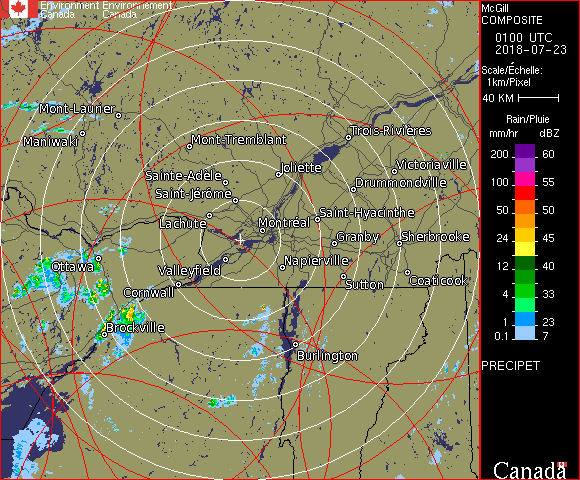 Environment Environnement
Canada Canada
McGill
COMPOSITE
0100 UTC
2018-07-23
Scale/Échelle:
1km/Pixel
40 KM
Rain/Pluie
mm/hr dBZ
200 60
100 55
50 50
24 45
12 40
4 33
1 23
0.1 7
PRECIPET
Canada
Mont-Laurier
Maniwaki
Mont-Tremblant
Trois-Rivières
Sainte-Adèle
Joliette
Victoriaville
Saint-Jérôme
Drummondville
Lachute
Montréal
Saint-Hyacinthe
Granby
Sherbrooke
Ottawa
Valleyfield
Napierville
Cornwall
Sutton
Coaticook
Brockville
Burlington